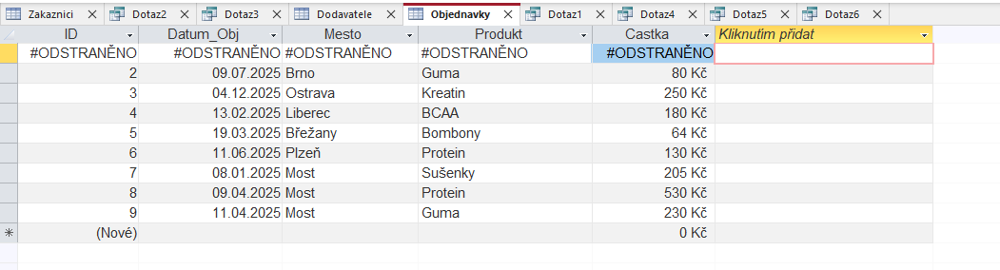 Zakaznici Dotaz2 Dotaz3 Dodavatele Objednavky Dotaz1 Dotaz4 Dotaz5 Dotaz6
ID Datum_Obj Mesto Produkt Castka Kliknutím přidat
#ODSTRANĚNO #ODSTRANĚNO #ODSTRANĚNO #ODSTRANĚNO #ODSTRANĚNO
2 09.07.2025 Brno Guma 80 Kč
3 04.12.2025 Ostrava Kreatin 250 Kč
4 13.02.2025 Liberec BCAA 180 Kč
5 19.03.2025 Břežany Bombony 64 Kč
6 11.06.2025 Plzeň Protein 130 Kč
7 08.01.2025 Most Sušenky 205 Kč
8 09.04.2025 Most Protein 530 Kč
9 11.04.2025 Most Guma 230 Kč
(Nové) 0 Kč